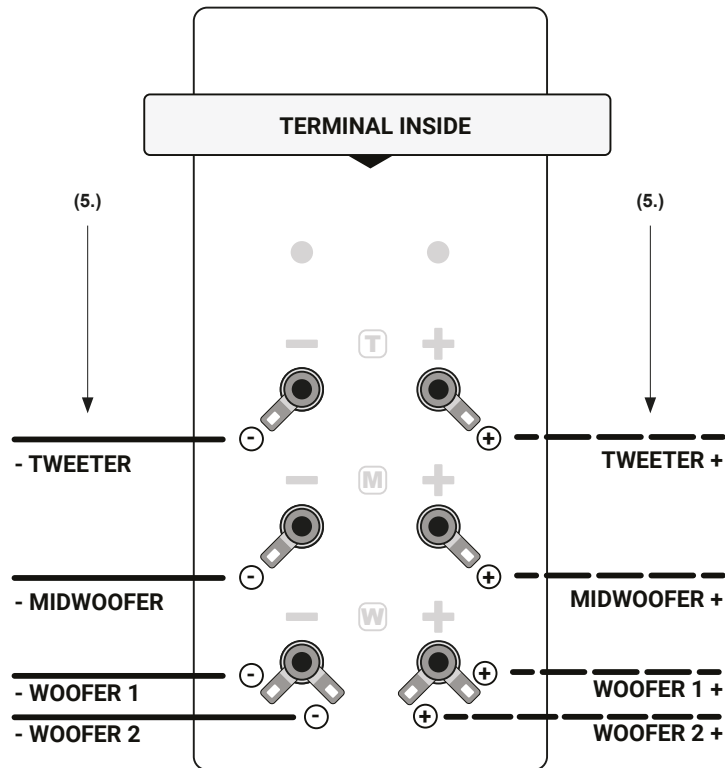 TERMINAL INSIDE
(5.) (5.)
− T +
- +
- TWEETER TWEETER +
− M +
- +
- MIDWOOFER MIDWOOFER +
− W +
- +
- WOOFER 1 WOOFER 1 +
- +
- WOOFER 2 WOOFER 2 +